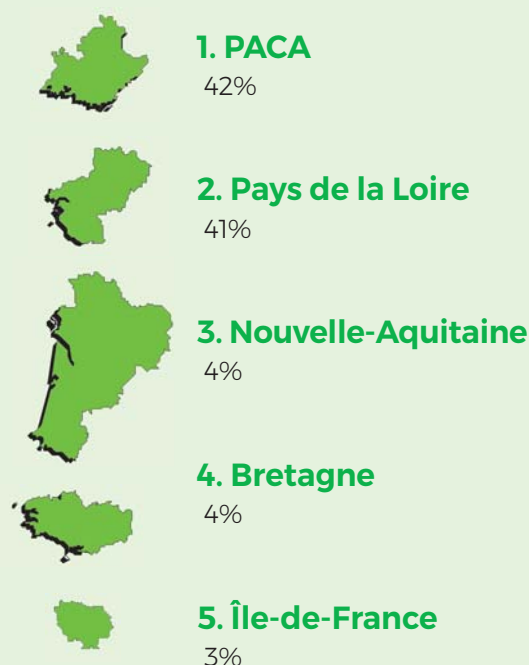 1. PACA
42%
2. Pays de la Loire
41%
3. Nouvelle-Aquitaine
4%
4. Bretagne
4%
5. Île-de-France
3%